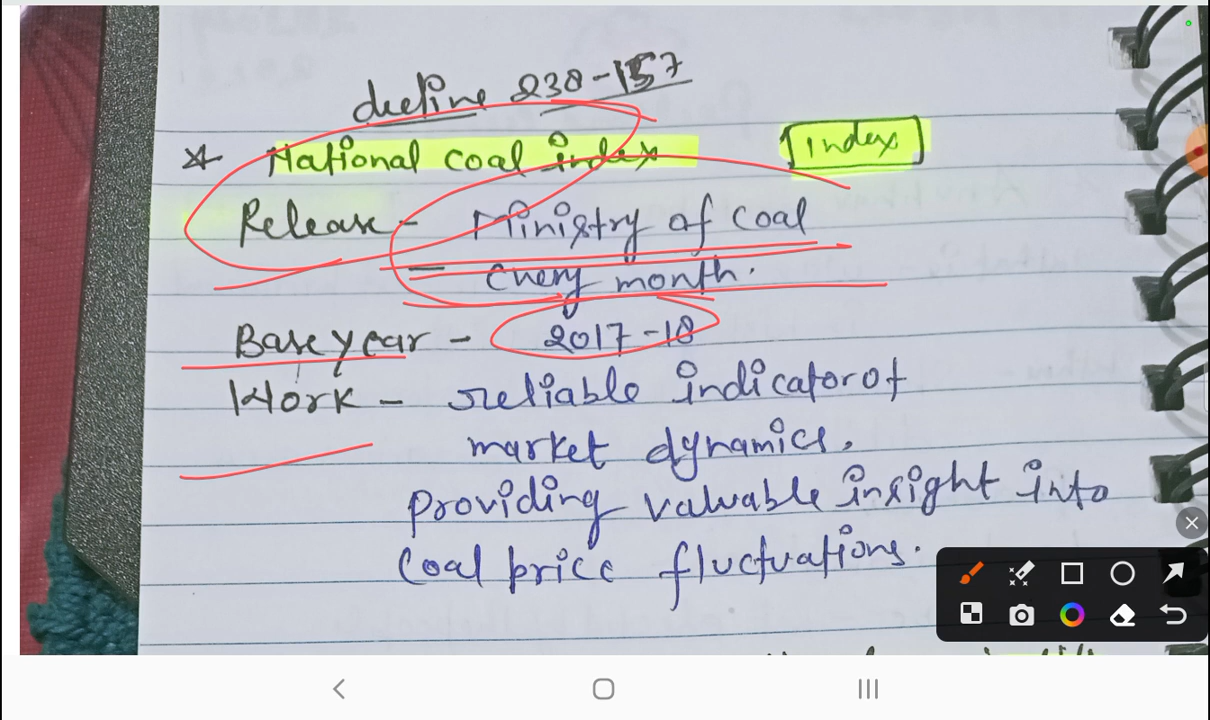 decline 238-157
National coal index
Index
Release - Ministry of coal
- Every month.
Base year - 2017-18
Work - reliable indicator of
market dynamics.
providing valuable insight into
Coal price fluctuations.